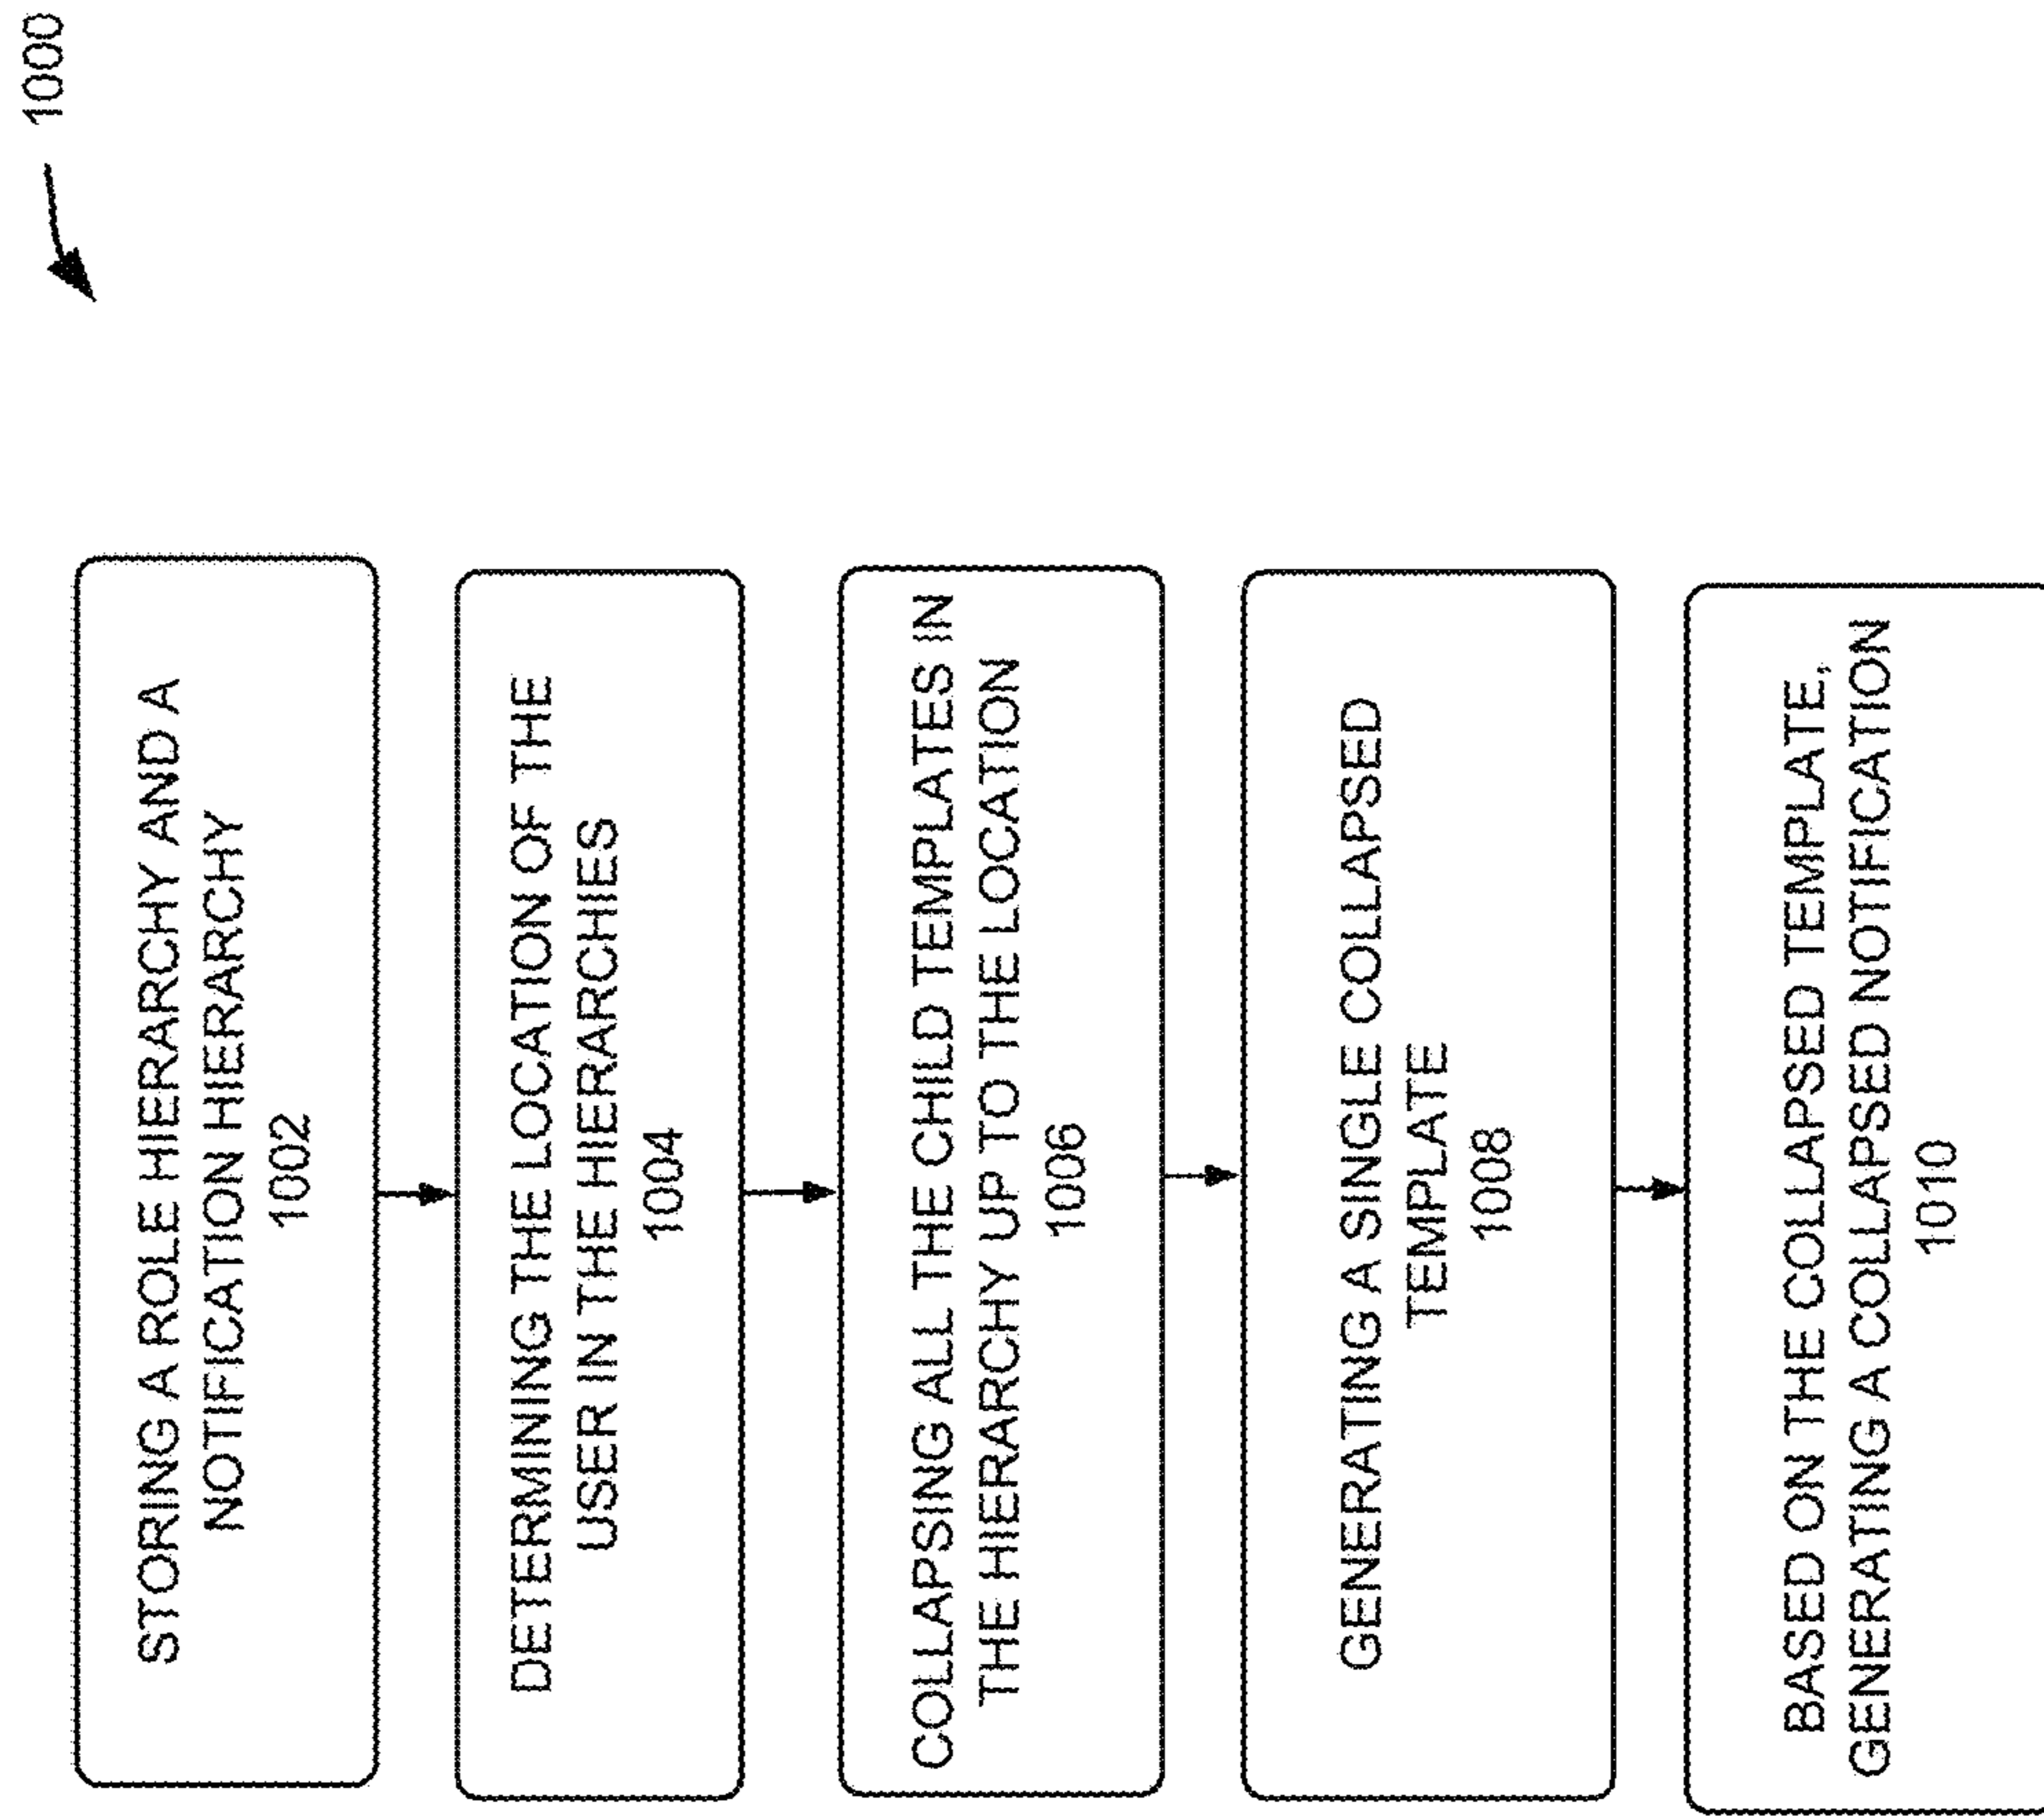 1000
STORING A ROLE HIERARCHY AND A
NOTIFICATION HIERARCHY
1002
DETERMINING THE LOCATION OF THE
USER IN THE HIERARCHIES
1004
COLLAPSING ALL THE CHILD TEMPLATES IN
THE HIERARCHY UP TO THE LOCATION
1006
GENERATING A SINGLE COLLAPSED
TEMPLATE
1008
BASED ON THE COLLAPSED TEMPLATE,
GENERATING A COLLAPSED NOTIFICATION
1010